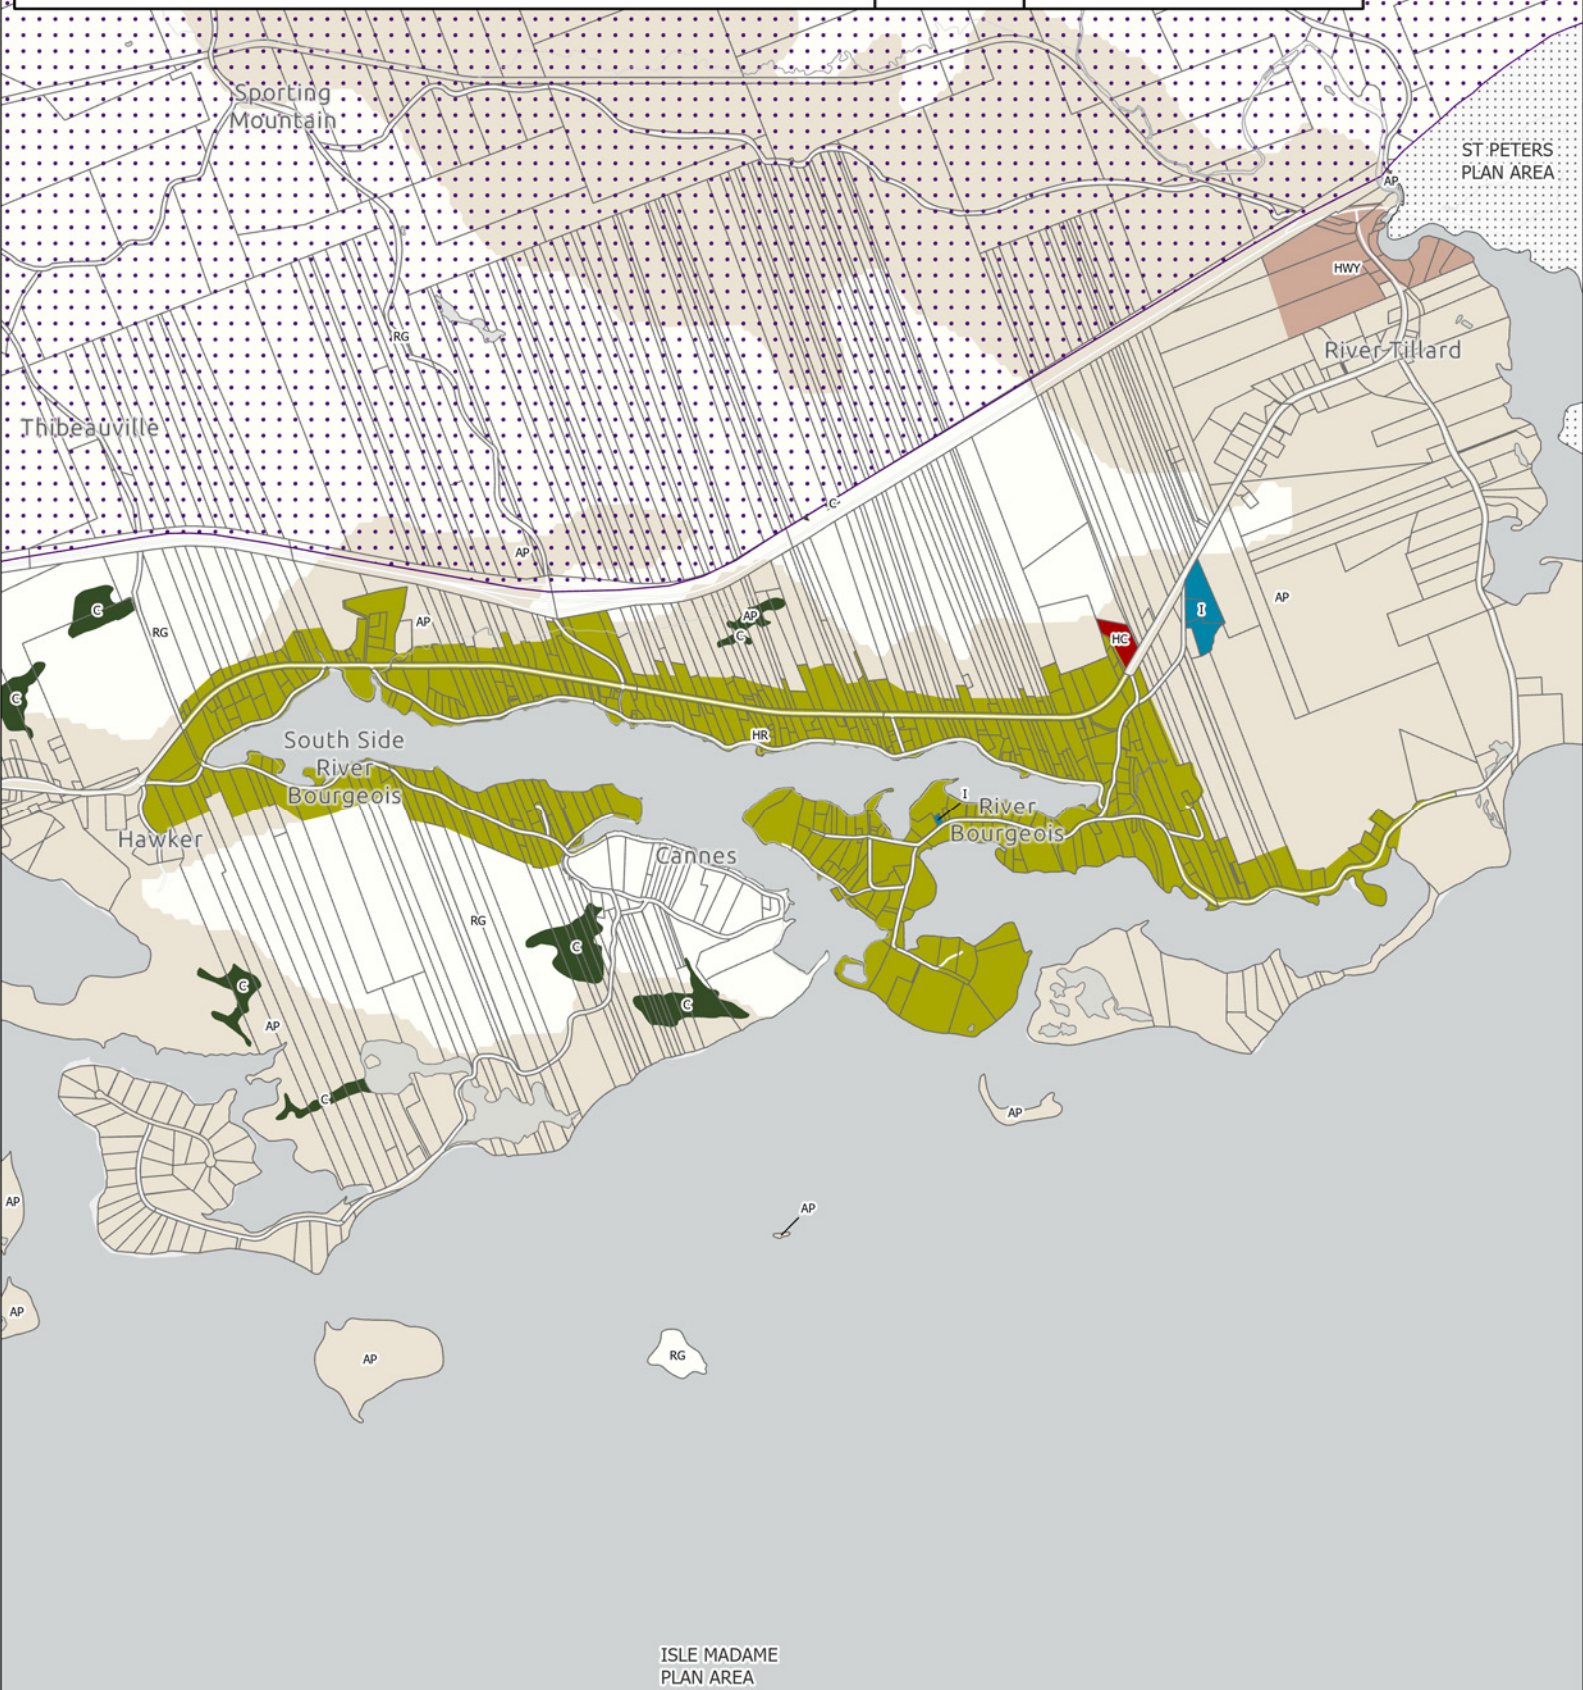 Sporting
Mountain
ST PETERS
PLAN AREA
AP
HWY
RG
River Tillard
Thibeauville
C
AP
C
RG
AP
AP
C
I
AP
HC
C
HR
South Side
River
Bourgeois
I
River
Bourgeois
Hawker
Cannes
RG
C
C
C
AP
C
AP
AP
AP
AP
AP
RG
ISLE MADAME
PLAN AREA